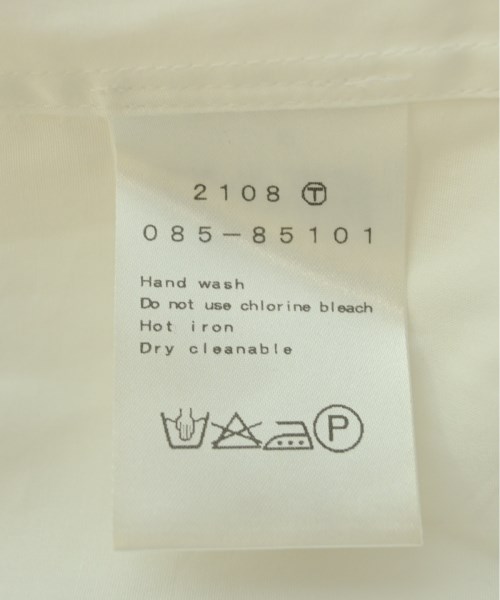 2108 Ⓣ
085-85101
Hand wash
Do not use chlorine bleach
Hot iron
Dry cleanable
P